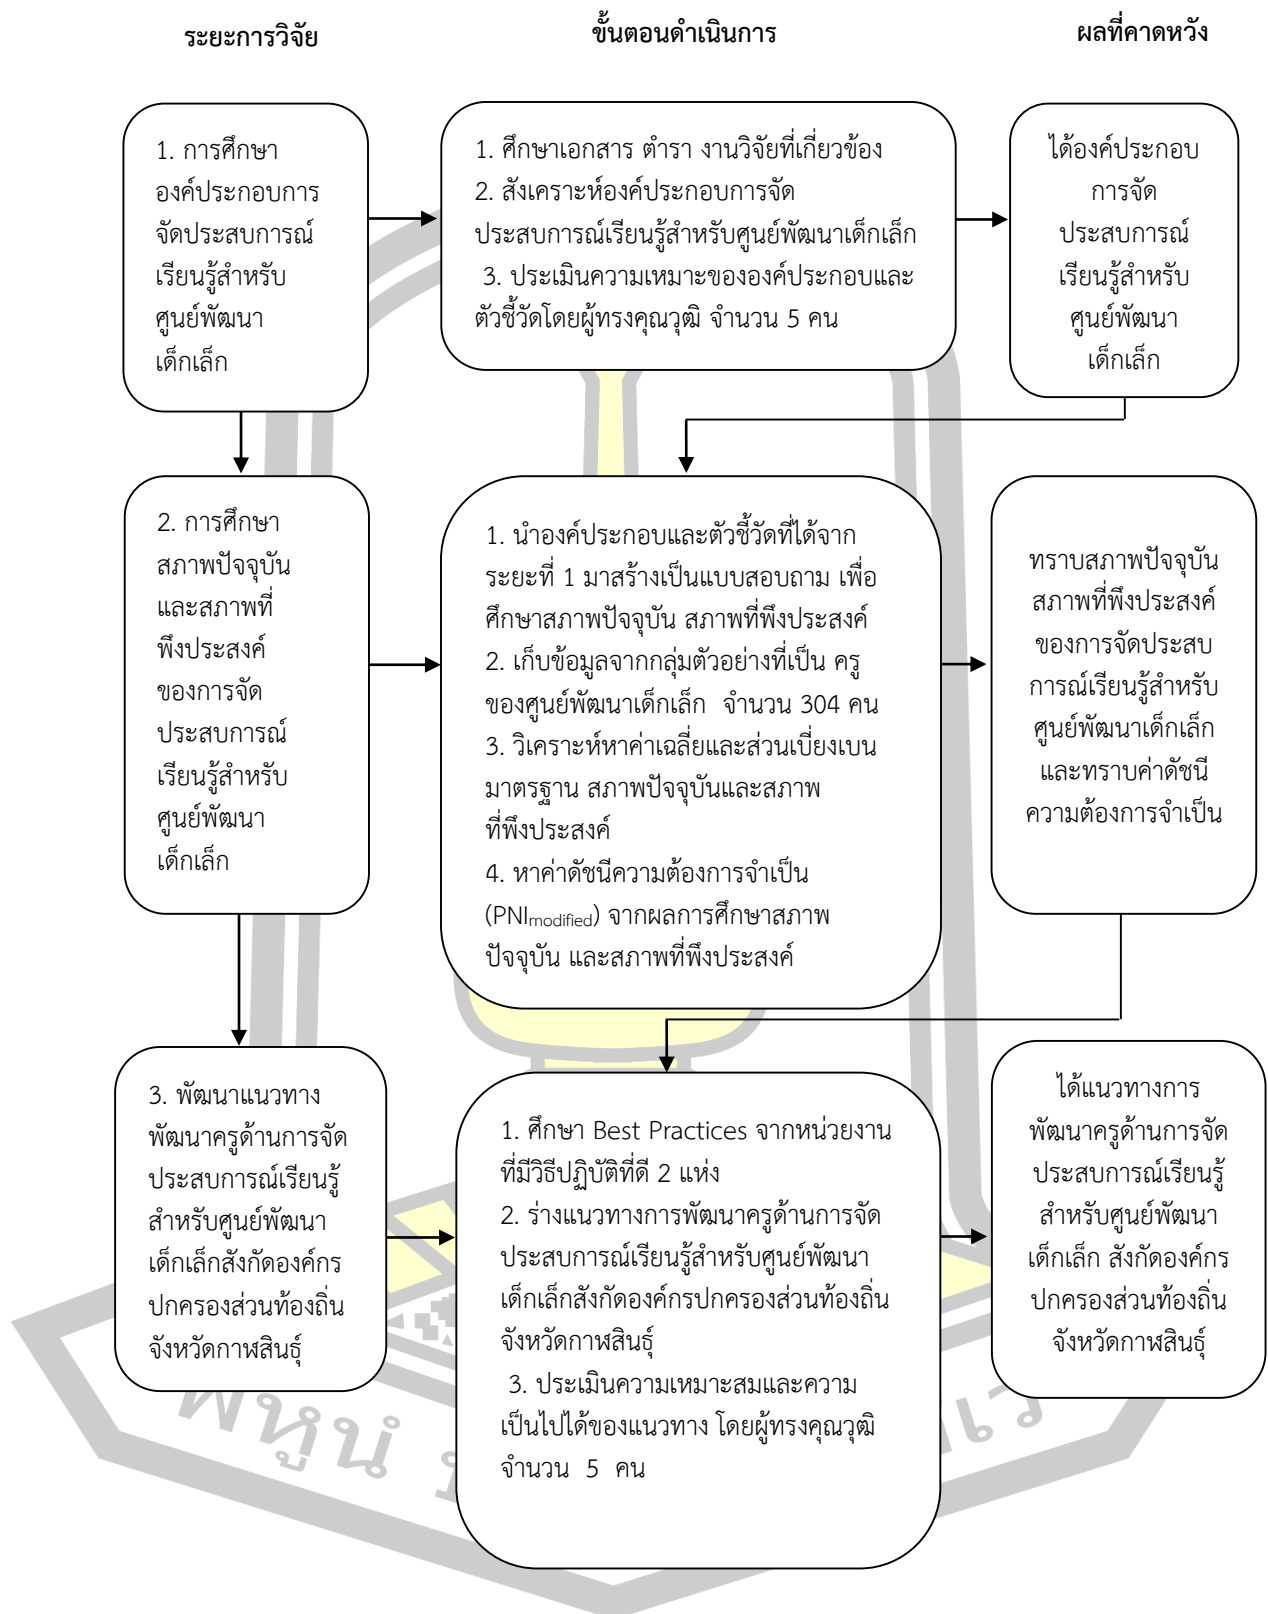 ระยะการวิจัย
ขั้นตอนดำเนินการ
ผลที่คาดหวัง
1. การศึกษา
องค์ประกอบการ
จัดประสบการณ์
เรียนรู้สำหรับ
ศูนย์พัฒนา
เด็กเล็ก
1. ศึกษาเอกสาร ตำรา งานวิจัยที่เกี่ยวข้อง
2. สังเคราะห์องค์ประกอบการจัด
ประสบการณ์เรียนรู้สำหรับศูนย์พัฒนาเด็กเล็ก
3. ประเมินความเหมาะขององค์ประกอบและ
ตัวชี้วัดโดยผู้ทรงคุณวุฒิ จำนวน 5 คน
ได้องค์ประกอบ
การจัด
ประสบการณ์
เรียนรู้สำหรับ
ศูนย์พัฒนา
เด็กเล็ก
2. การศึกษา
สภาพปัจจุบัน
และสภาพที่
พึงประสงค์
ของการจัด
ประสบการณ์
เรียนรู้สำหรับ
ศูนย์พัฒนา
เด็กเล็ก
1. นำองค์ประกอบและตัวชี้วัดที่ได้จาก
ระยะที่ 1 มาสร้างเป็นแบบสอบถาม เพื่อ
ศึกษาสภาพปัจจุบัน สภาพที่พึงประสงค์
2. เก็บข้อมูลจากกลุ่มตัวอย่างที่เป็น ครู
ของศูนย์พัฒนาเด็กเล็ก จำนวน 304 คน
3. วิเคราะห์หาค่าเฉลี่ยและส่วนเบี่ยงเบน
มาตรฐาน สภาพปัจจุบันและสภาพ
ที่พึงประสงค์
4. หาค่าดัชนีความต้องการจำเป็น
(PNImodified) จากผลการศึกษาสภาพ
ปัจจุบัน และสภาพที่พึงประสงค์
ทราบสภาพปัจจุบัน
สภาพที่พึงประสงค์
ของการจัดประสบ
การณ์เรียนรู้สำหรับ
ศูนย์พัฒนาเด็กเล็ก
และทราบค่าดัชนี
ความต้องการจำเป็น
3. พัฒนาแนวทาง
พัฒนาครูด้านการจัด
ประสบการณ์เรียนรู้
สำหรับศูนย์พัฒนา
เด็กเล็กสังกัดองค์กร
ปกครองส่วนท้องถิ่น
จังหวัดกาฬสินธุ์
1. ศึกษา Best Practices จากหน่วยงาน
ที่มีวิธีปฏิบัติที่ดี 2 แห่ง
2. ร่างแนวทางการพัฒนาครูด้านการจัด
ประสบการณ์เรียนรู้สำหรับศูนย์พัฒนา
เด็กเล็กสังกัดองค์กรปกครองส่วนท้องถิ่น
จังหวัดกาฬสินธุ์
3. ประเมินความเหมาะสมและความ
เป็นไปได้ของแนวทาง โดยผู้ทรงคุณวุฒิ
จำนวน 5 คน
ได้แนวทางการ
พัฒนาครูด้านการจัด
ประสบการณ์เรียนรู้
สำหรับศูนย์พัฒนา
เด็กเล็ก สังกัดองค์กร
ปกครองส่วนท้องถิ่น
จังหวัดกาฬสินธุ์
พหูนํ